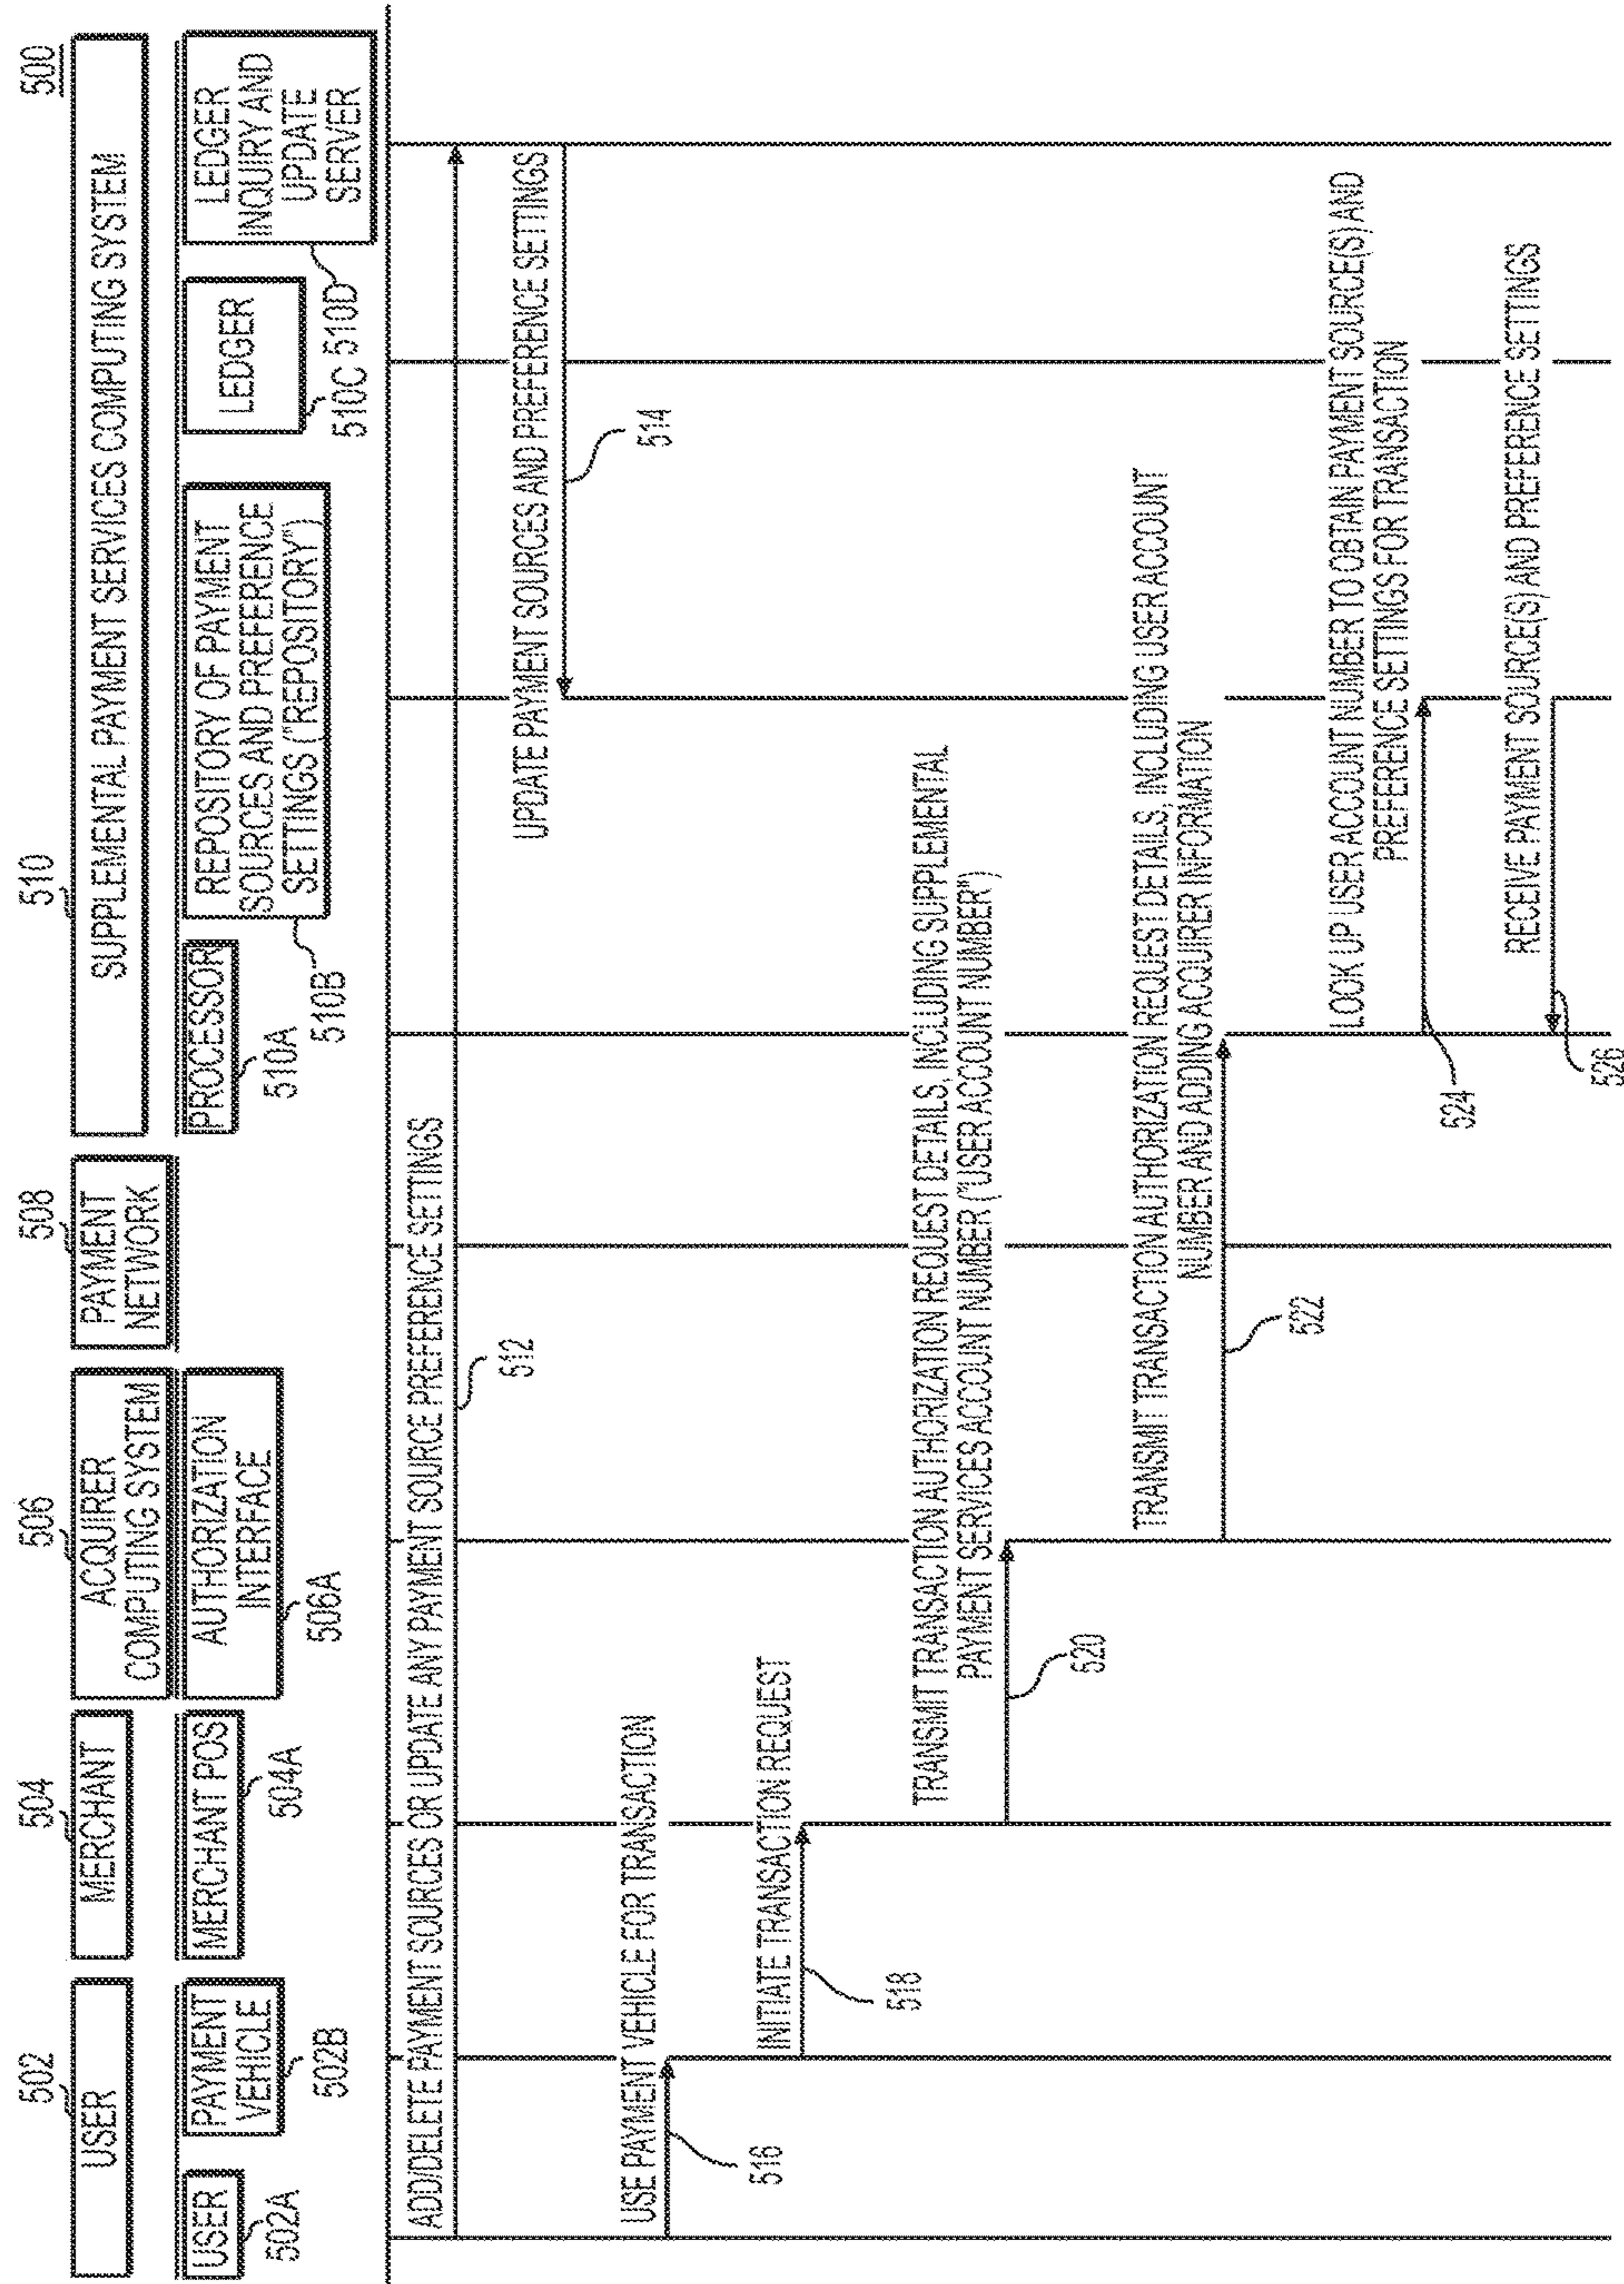 500
502
USER
504
MERCHANT
506
ACQUIRER
COMPUTING SYSTEM
508
PAYMENT
NETWORK
510
SUPPLEMENTAL PAYMENT SERVICES COMPUTING SYSTEM
USER
502A
PAYMENT
VEHICLE
502B
MERCHANT POS
504A
AUTHORIZATION
INTERFACE
506A
PROCESSOR
510A
REPOSITORY OF PAYMENT
SOURCES AND PREFERENCE
SETTINGS ("REPOSITORY")
510B
LEDGER
510C
LEDGER
INQUIRY AND
UPDATE
SERVER
510D
ADD/DELETE PAYMENT SOURCES OR UPDATE ANY PAYMENT SOURCE PREFERENCE SETTINGS
512
UPDATE PAYMENT SOURCES AND PREFERENCE SETTINGS
514
USE PAYMENT VEHICLE FOR TRANSACTION
516
INITIATE TRANSACTION REQUEST
518
TRANSMIT TRANSACTION AUTHORIZATION REQUEST DETAILS, INCLUDING SUPPLEMENTAL
PAYMENT SERVICES ACCOUNT NUMBER ("USER ACCOUNT NUMBER")
520
TRANSMIT TRANSACTION AUTHORIZATION REQUEST DETAILS, INCLUDING USER ACCOUNT
NUMBER AND ADDING ACQUIRER INFORMATION
522
LOOK UP USER ACCOUNT NUMBER TO OBTAIN PAYMENT SOURCE(S) AND
PREFERENCE SETTINGS FOR TRANSACTION
524
RECEIVE PAYMENT SOURCE(S) AND PREFERENCE SETTINGS
526